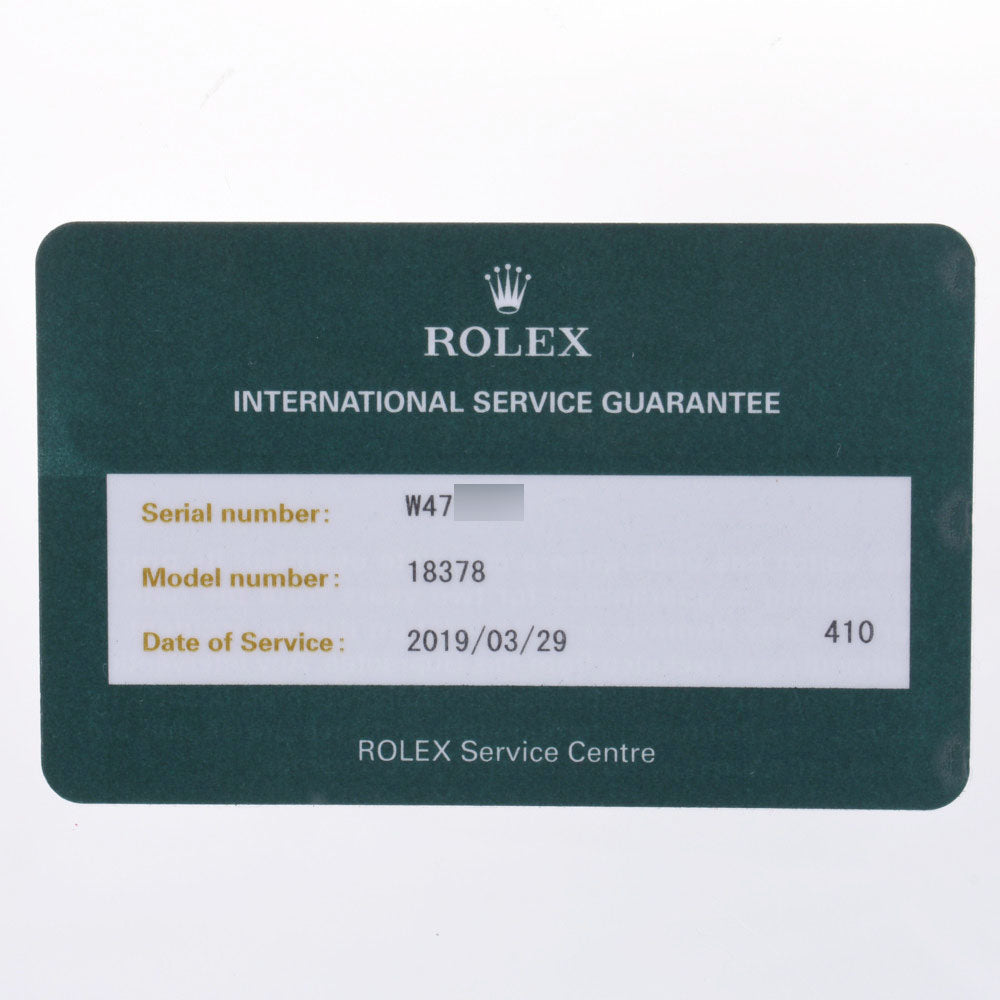 ROLEX
INTERNATIONAL SERVICE GUARANTEE
Serial number: W47
Model number: 18378
Date of Service: 2019/03/29 410
ROLEX Service Centre